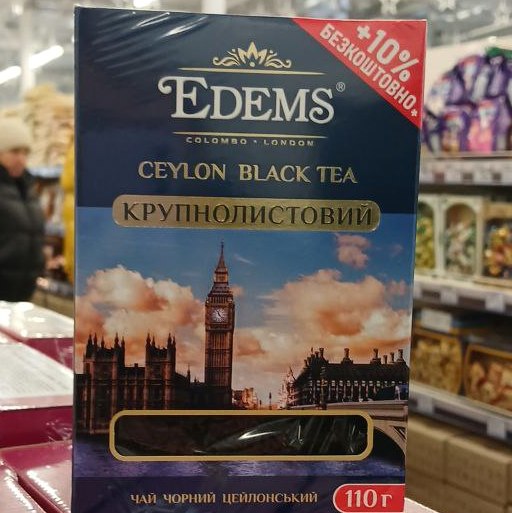 +10%
БЕЗКОШТОВНО*
EDEMS®
COLOMBO • LONDON
CEYLON BLACK TEA
КРУПНОЛИСТОВИЙ
ЧАЙ ЧОРНИЙ ЦЕЙЛОНСЬКИЙ
110 г